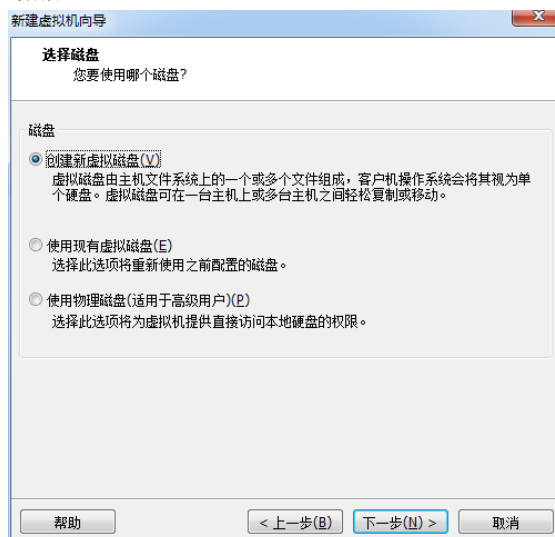 新建虚拟机向导
选择磁盘
您要使用哪个磁盘?
磁盘
创建新虚拟磁盘(V)
虚拟磁盘由主机文件系统上的一个或多个文件组成，客户机操作系统会将其视为单
个硬盘。虚拟磁盘可在一台主机上或多台主机之间轻松复制或移动。
使用现有虚拟磁盘(E)
选择此选项将重新使用之前配置的磁盘。
使用物理磁盘(适用于高级用户)(P)
选择此选项将为虚拟机提供直接访问本地硬盘的权限。
帮助
< 上一步(B)
下一步(N) >
取消